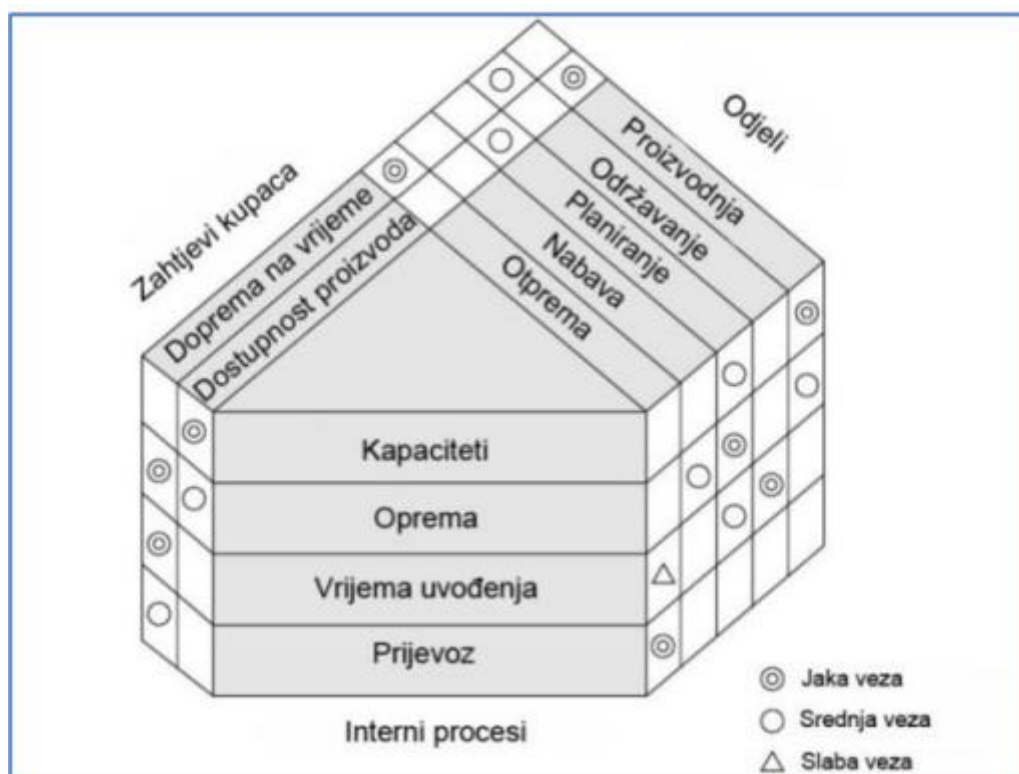 Zahtjevi kupaca
Odjeli
Doprema na vrijeme
Dostupnost proizvoda
Proizvodnja
Održavanje
Planiranje
Nabava
Otprema
Kapaciteti
Oprema
Vrijema uvođenja
Prijevoz
Interni procesi
Jaka veza
Srednja veza
Slaba veza